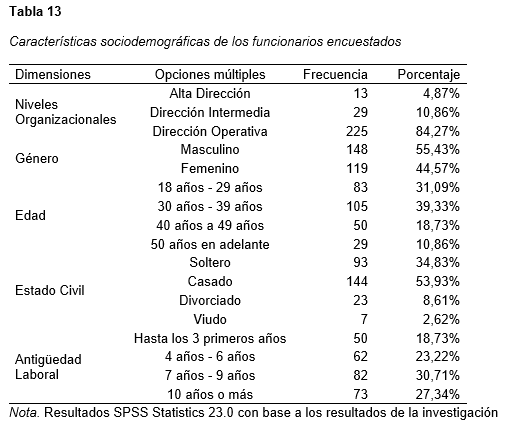 Tabla 13
Características sociodemográficas de los funcionarios encuestados
Dimensiones Opciones múltiples Frecuencia Porcentaje
Niveles Organizacionales Alta Dirección 13 4,87%
Dirección Intermedia 29 10,86%
Dirección Operativa 225 84,27%
Género Masculino 148 55,43%
Femenino 119 44,57%
Edad 18 años - 29 años 83 31,09%
30 años - 39 años 105 39,33%
40 años a 49 años 50 18,73%
50 años en adelante 29 10,86%
Estado Civil Soltero 93 34,83%
Casado 144 53,93%
Divorciado 23 8,61%
Viudo 7 2,62%
Antigüedad Laboral Hasta los 3 primeros años 50 18,73%
4 años - 6 años 62 23,22%
7 años - 9 años 82 30,71%
10 años o más 73 27,34%
Nota. Resultados SPSS Statistics 23.0 con base a los resultados de la investigación